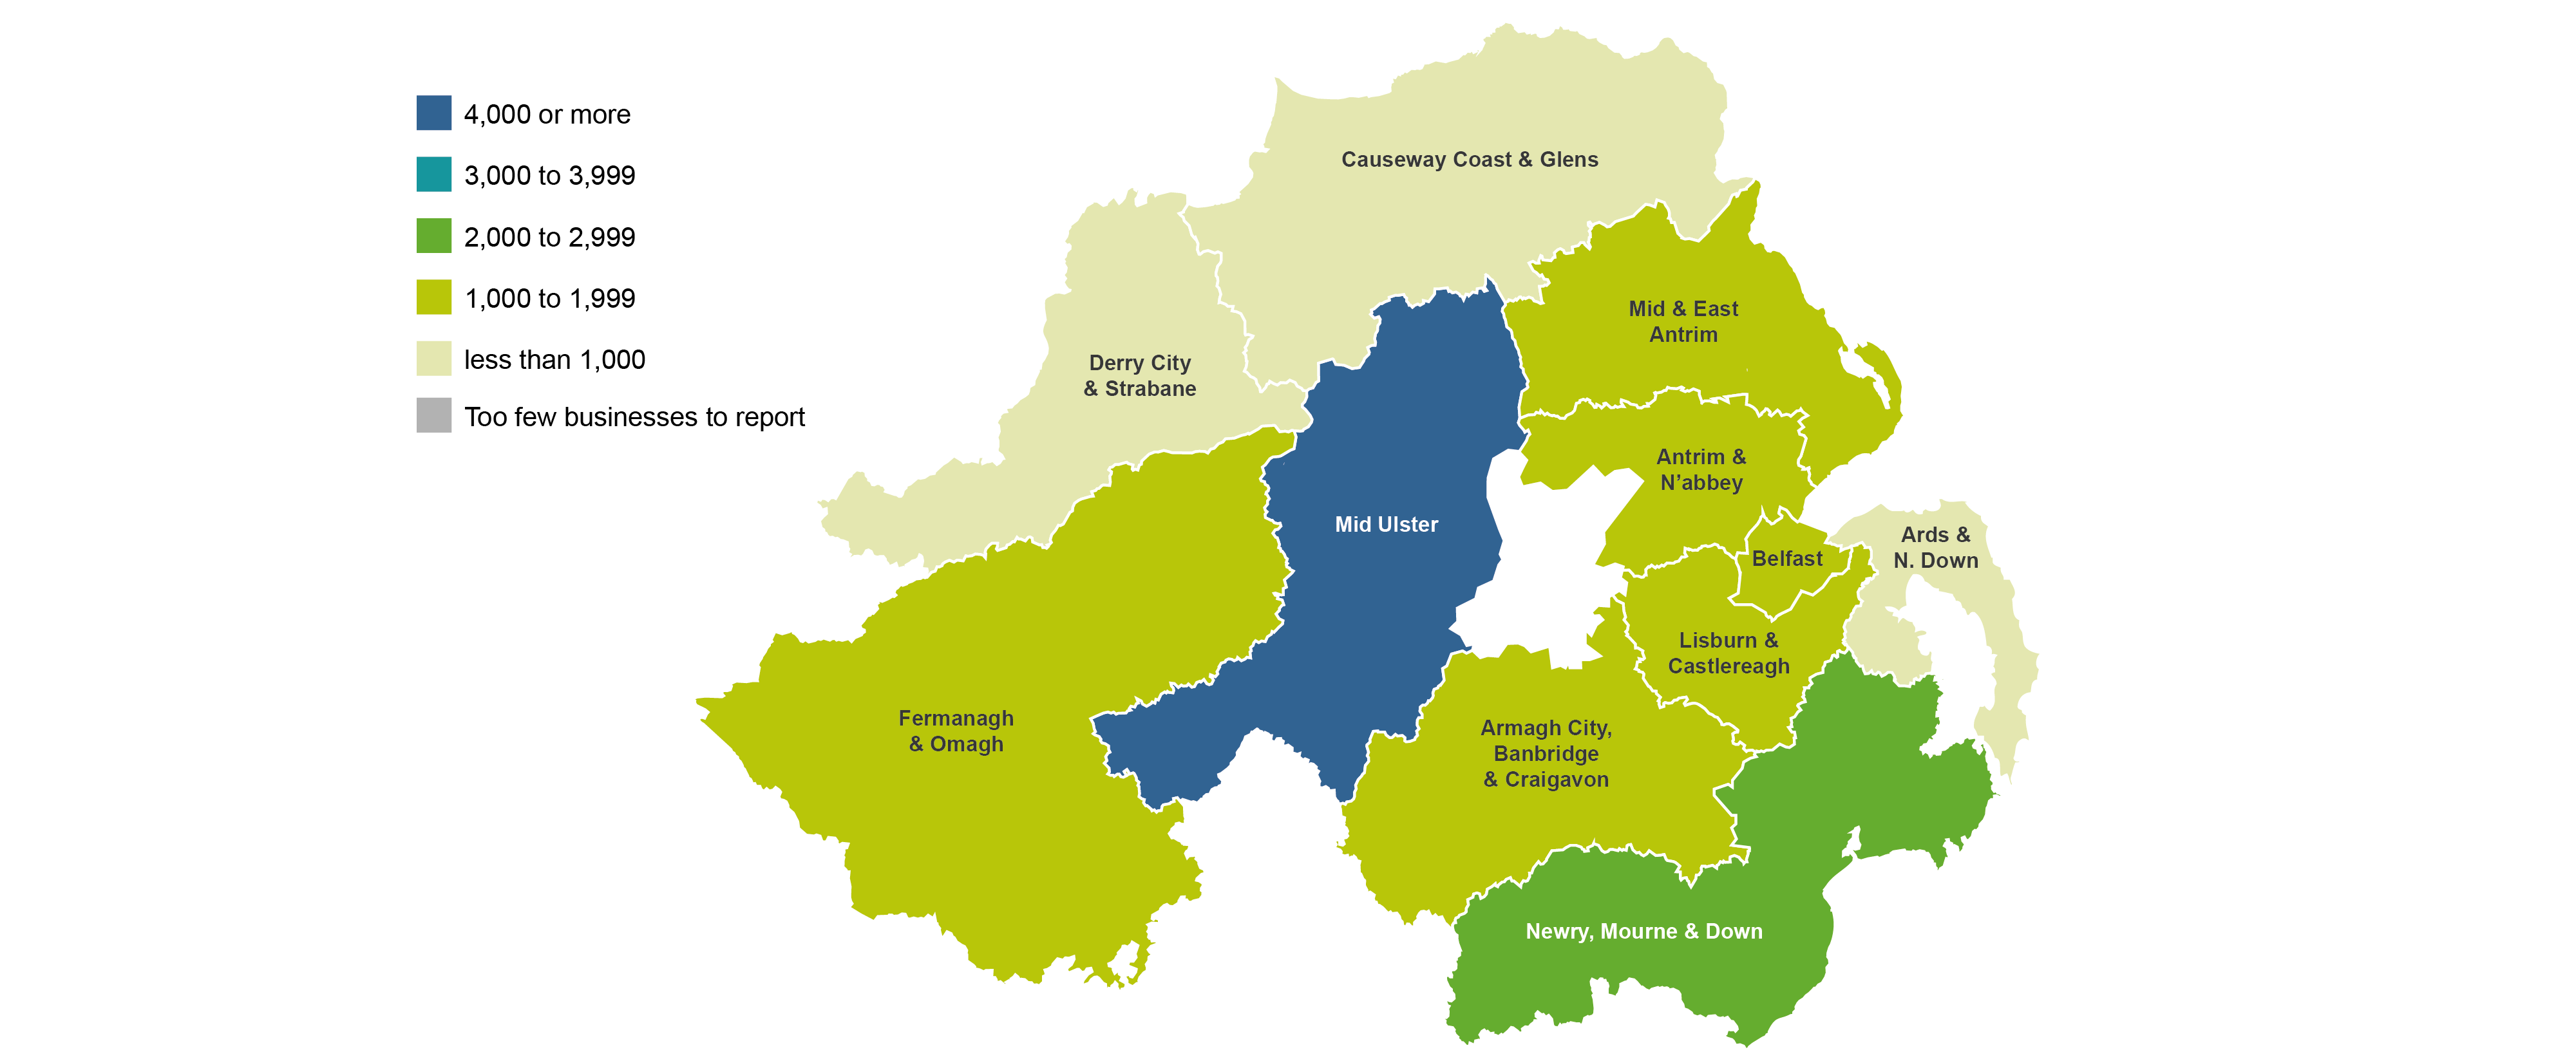 4,000 or more
3,000 to 3,999
2,000 to 2,999
1,000 to 1,999
less than 1,000
Too few businesses to report
Causeway Coast & Glens
Mid & East
Antrim
Derry City
& Strabane
Antrim &
N’abbey
Mid Ulster
Ards &
N. Down
Belfast
Lisburn &
Castlereagh
Fermanagh
& Omagh
Armagh City,
Banbridge
& Craigavon
Newry, Mourne & Down